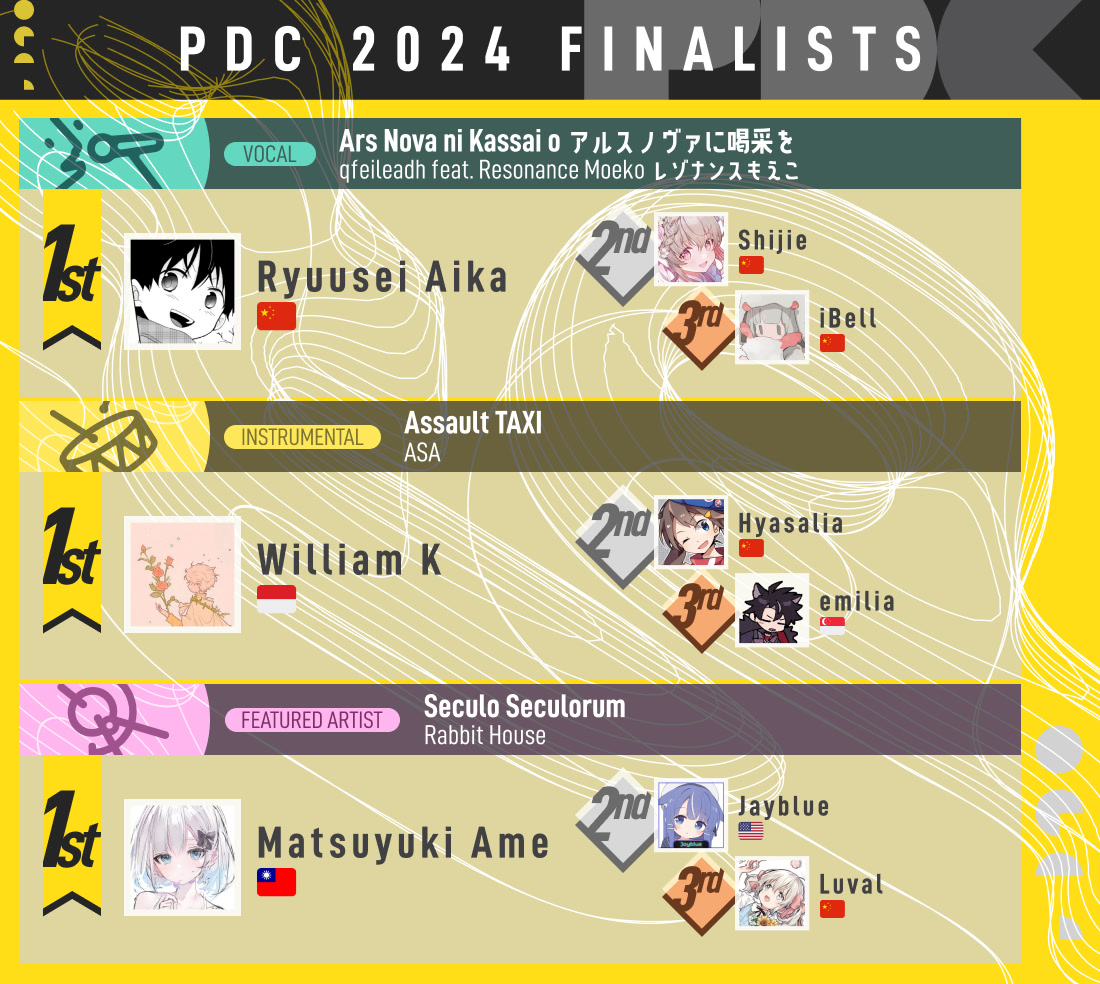 PDC 2024 FINALISTS
VOCAL
Ars Nova ni Kassai o アルスノヴァに喝采を
qfeileadh feat. Resonance Moeko レゾナンスもえこ
1st
Ryuusei Aika
2nd
Shijie
3rd
iBell
INSTRUMENTAL
Assault TAXI
ASA
1st
William K
2nd
Hyasalia
3rd
emilia
FEATURED ARTIST
Seculo Seculorum
Rabbit House
1st
Matsuyuki Ame
2nd
Jayblue
Jayblue
3rd
Luval